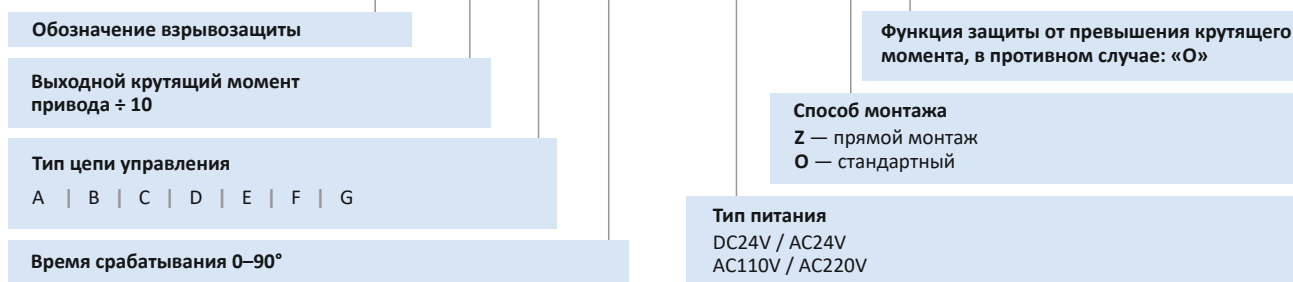 Обозначение взрывозащиты
Выходной крутящий момент
привода ÷ 10
Тип цепи управления
A | B | C | D | E | F | G
Время срабатывания 0–90°
Функция защиты от превышения крутящего
момента, в противном случае: «О»
Способ монтажа
Z — прямой монтаж
O — стандартный
Тип питания
DC24V / AC24V
AC110V / AC220V